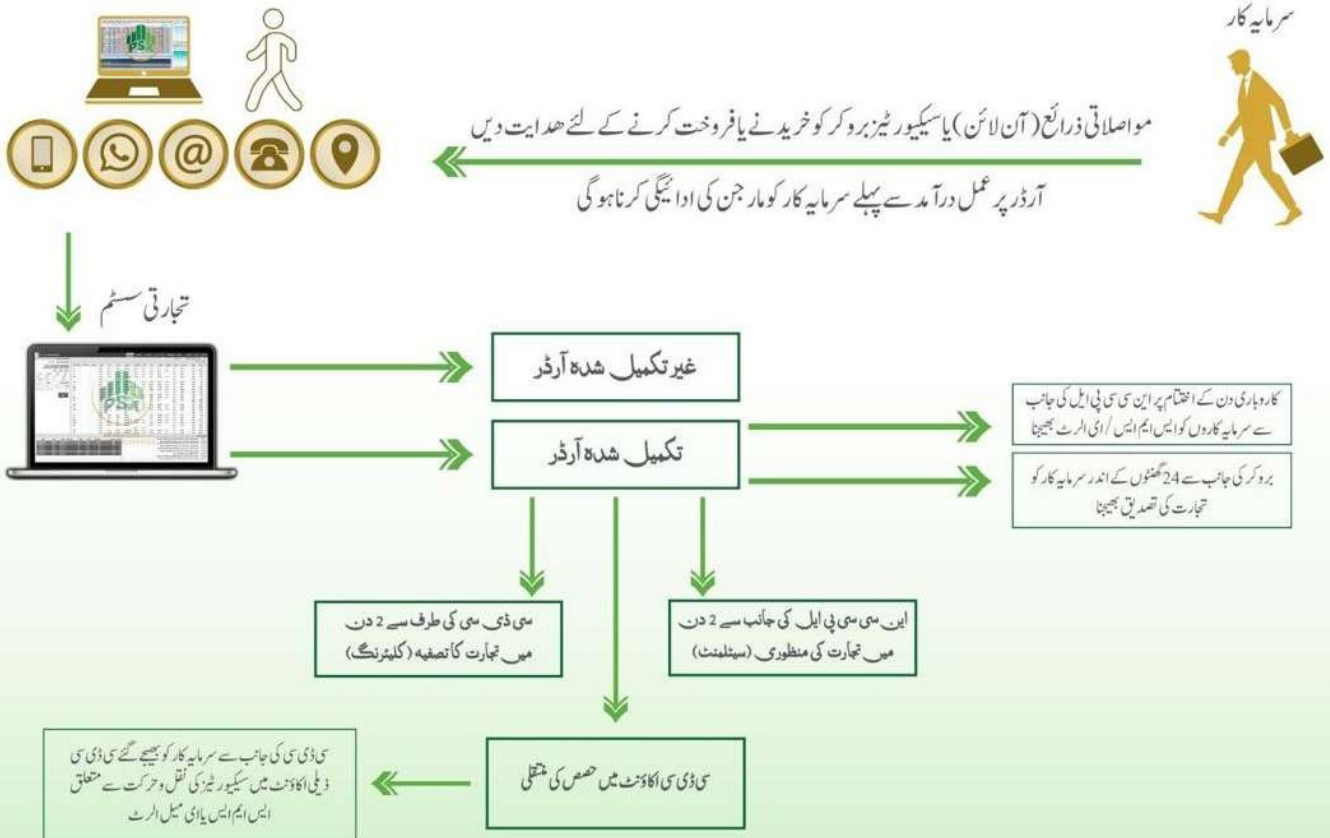 سرمایہ کار
مواصلاتی ذرائع (آن لائن) یا سیکیورٹیز بروکر کو خریدنے یا فروخت کرنے کے لئے ھدایت دیں
آرڈر پر عمل درآمد سے پہلے سرمایہ کار کو مارجن کی ادائیگی کرنا ہوگی
تجارتی سسٹم
PSX
غیر تکمیل شدہ آرڈر
تکمیل شدہ آرڈر
کاروباری دن کے اختتام پر این سی سی پی ایل کی جانب
سے سرمایہ کاروں کو ایس ایم ایس / ای الرٹ بھیجنا
بروکر کی جانب سے 24 گھنٹوں کے اندر سرمایہ کار کو
تجارت کی تصدیق بھیجنا
این سی سی پی ایل کی جانب سے 2 دن
میں تجارت کی منظوری (سیٹلمنٹ)
سی ڈی سی کی طرف سے 2 دن
میں تجارت کا تصفیہ (کلیئرنگ)
سی ڈی سی اکاؤنٹ میں حصص کی منتقلی
سی ڈی سی کی جانب سے سرمایہ کار کو بھیجے گئے سی ڈی سی
ذیلی اکاؤنٹ میں سیکیورٹیز کی نقل و حرکت سے متعلق
ایس ایم ایس یا ای میل الرٹ